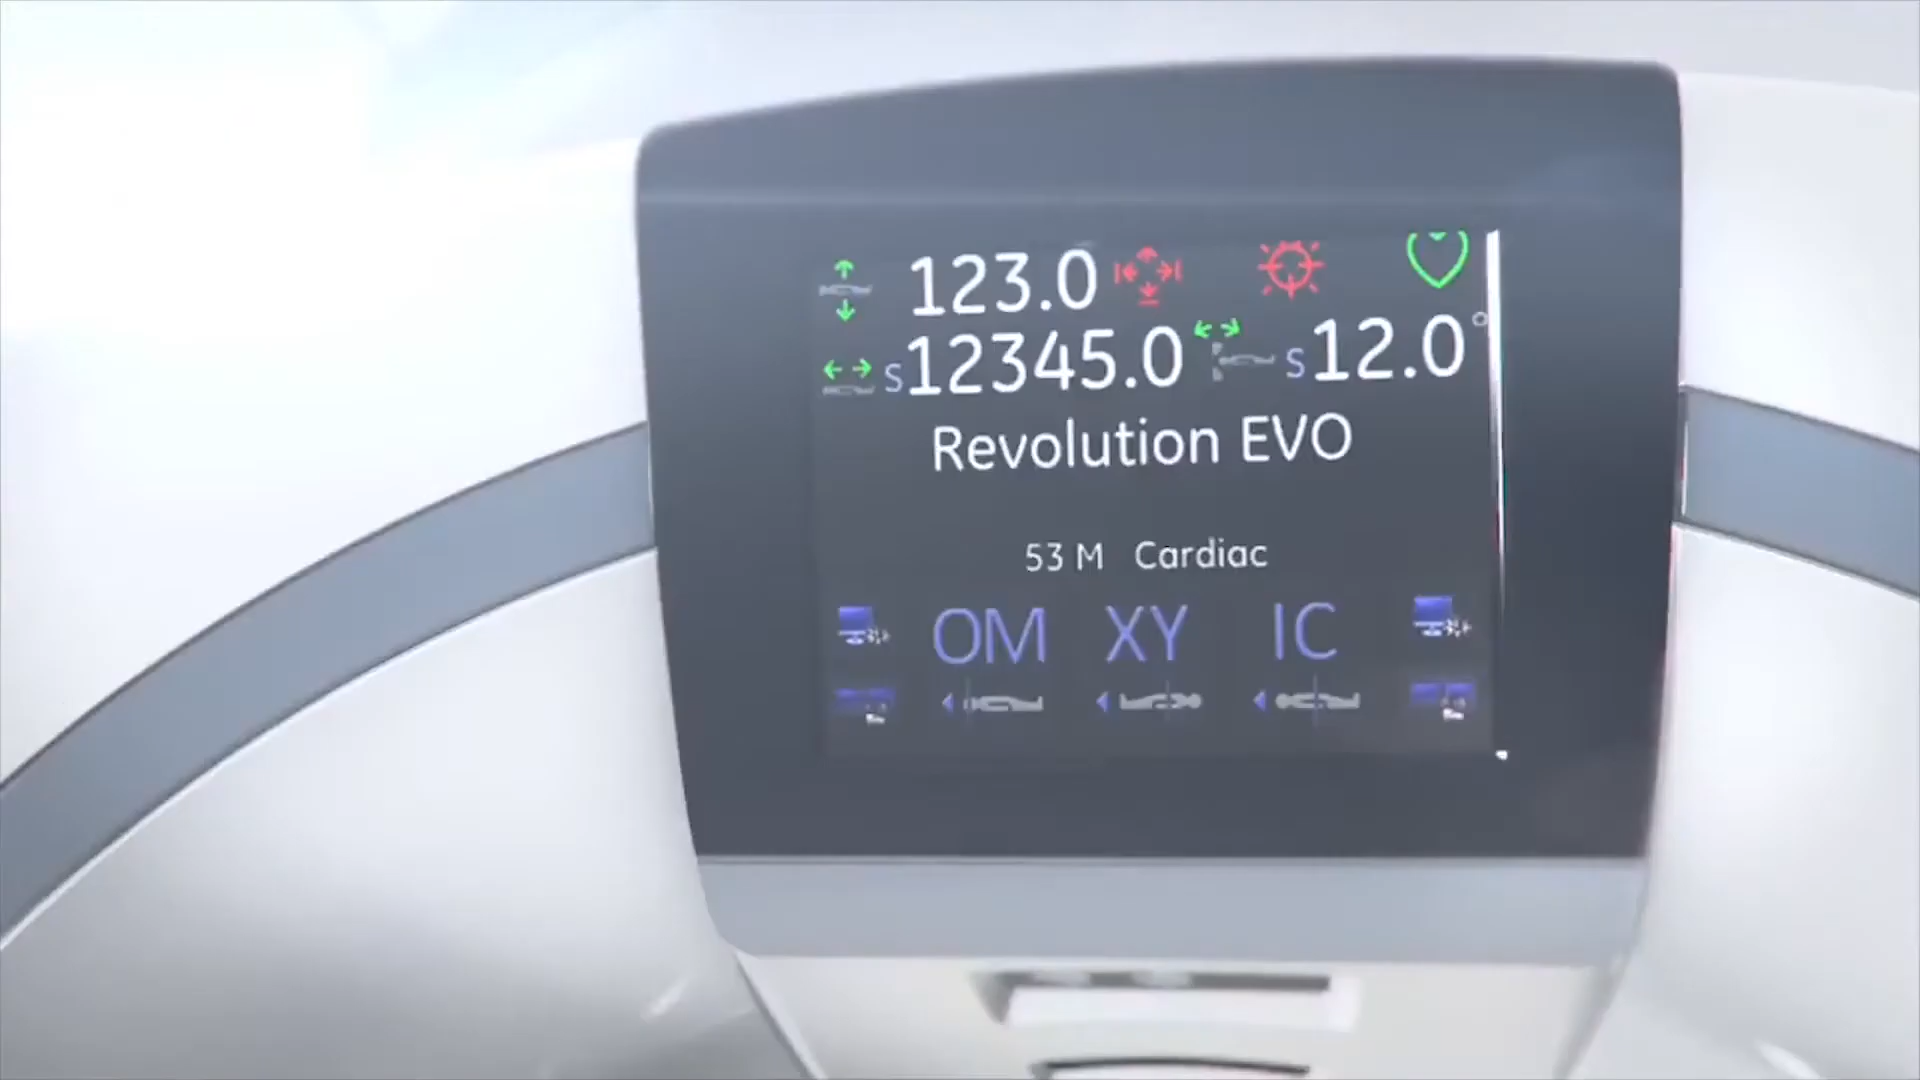 123.0
S12345.0 S12.0°
Revolution EVO
53 M Cardiac
OM XY IC